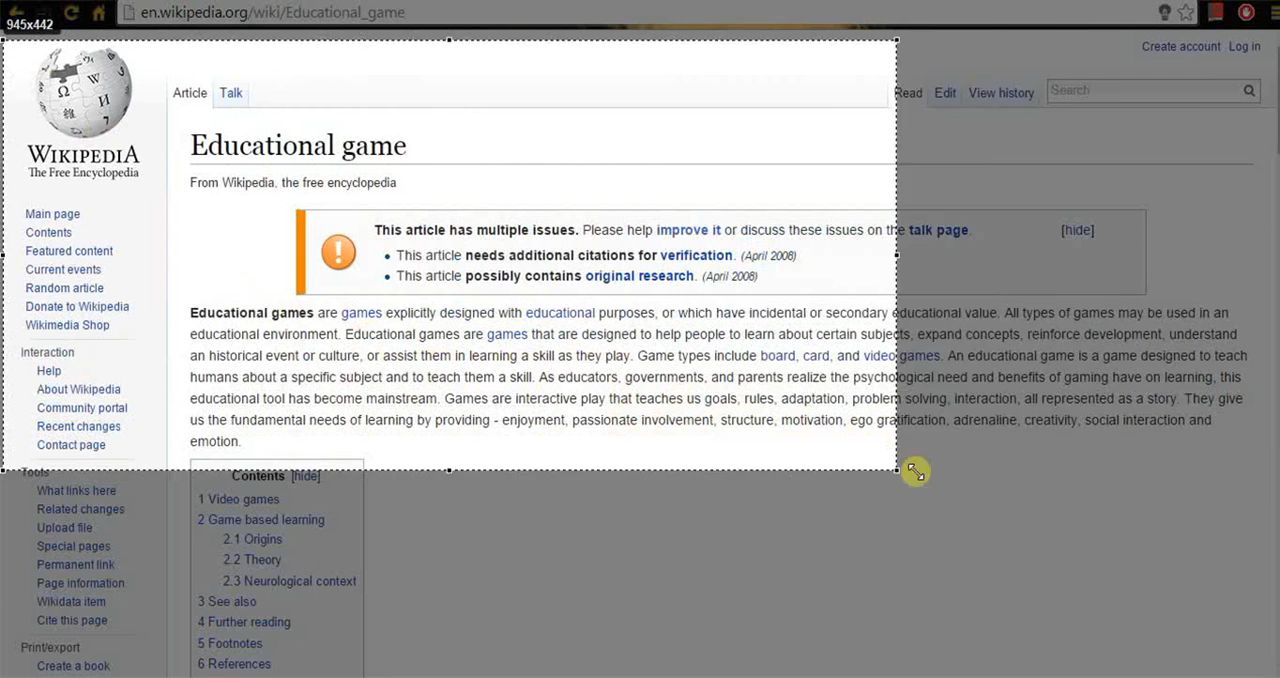 en.wikipedia.org/wiki/Educational_game
945x442
Create account Log in
Article Talk Read Edit View history Search
WIKIPEDIA
The Free Encyclopedia
Main page
Contents
Featured content
Current events
Random article
Donate to Wikipedia
Wikimedia Shop
Interaction
Help
About Wikipedia
Community portal
Recent changes
Contact page
Tools
What links here
Related changes
Upload file
Special pages
Permanent link
Page information
Wikidata item
Cite this page
Print/export
Create a book
Educational game
From Wikipedia, the free encyclopedia
This article has multiple issues. Please help improve it or discuss these issues on the talk page. [hide]
• This article needs additional citations for verification. (April 2008)
• This article possibly contains original research. (April 2008)
Educational games are games explicitly designed with educational purposes, or which have incidental or secondary educational value. All types of games may be used in an
educational environment. Educational games are games that are designed to help people to learn about certain subjects, expand concepts, reinforce development, understand
an historical event or culture, or assist them in learning a skill as they play. Game types include board, card, and video games. An educational game is a game designed to teach
humans about a specific subject and to teach them a skill. As educators, governments, and parents realize the psychological need and benefits of gaming have on learning, this
educational tool has become mainstream. Games are interactive play that teaches us goals, rules, adaptation, problem solving, interaction, all represented as a story. They give
us the fundamental needs of learning by providing - enjoyment, passionate involvement, structure, motivation, ego gratification, adrenaline, creativity, social interaction and
emotion.
Contents [hide]
1 Video games
2 Game based learning
2.1 Origins
2.2 Theory
2.3 Neurological context
3 See also
4 Further reading
5 Footnotes
6 References